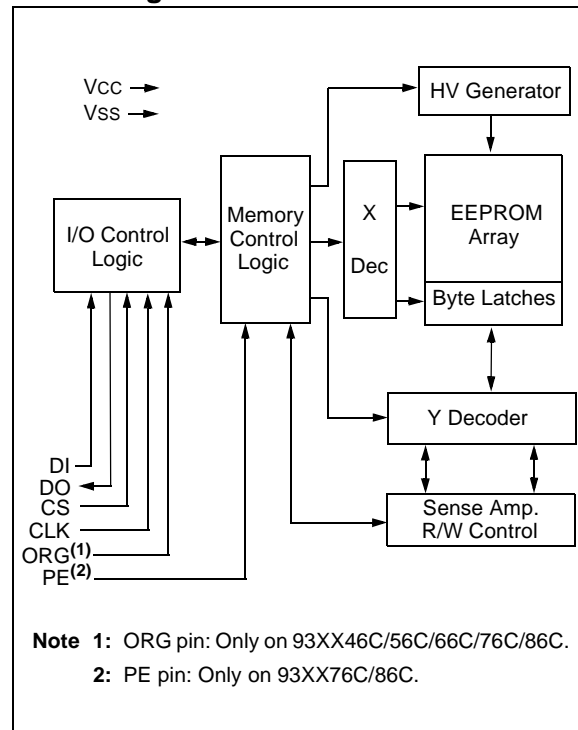 Vcc
Vss
HV Generator
I/O Control
Logic
Memory
Control
Logic
X
Dec
EEPROM
Array
Byte Latches
Y Decoder
Sense Amp.
R/W Control
DI
DO
CS
CLK
ORG(1)
PE(2)
Note 1: ORG pin: Only on 93XX46C/56C/66C/76C/86C.
2: PE pin: Only on 93XX76C/86C.